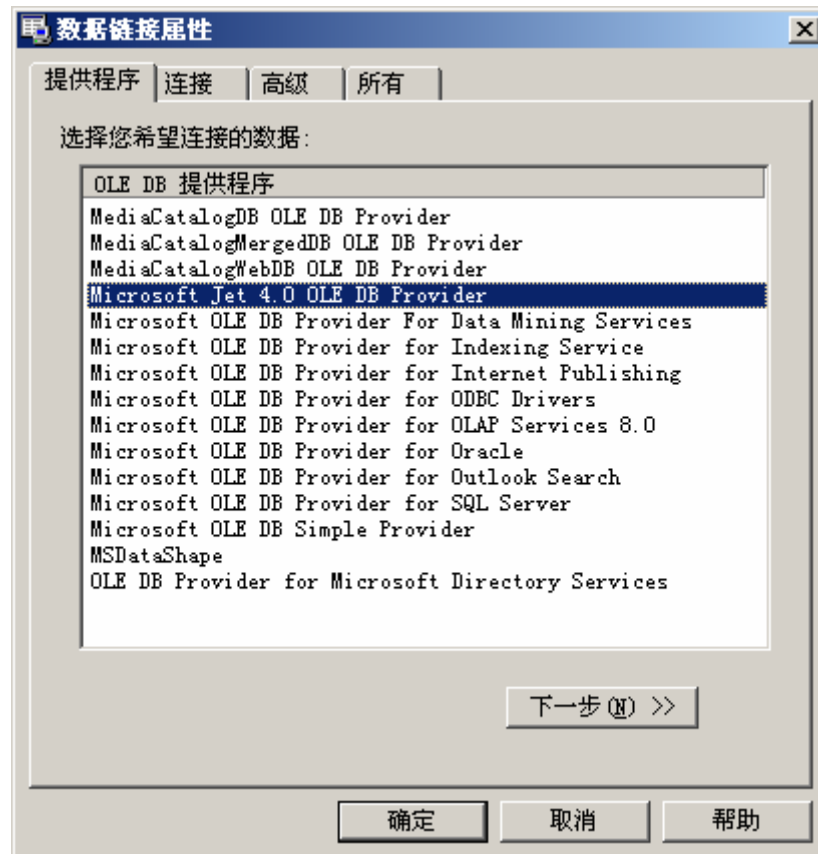 数据链接属性
提供程序 连接 高级 所有
选择您希望连接的数据:
OLE DB 提供程序
MediaCatalogDB OLE DB Provider
MediaCatalogMergedDB OLE DB Provider
MediaCatalogWebDB OLE DB Provider
Microsoft Jet 4.0 OLE DB Provider
Microsoft OLE DB Provider For Data Mining Services
Microsoft OLE DB Provider for Indexing Service
Microsoft OLE DB Provider for Internet Publishing
Microsoft OLE DB Provider for ODBC Drivers
Microsoft OLE DB Provider for OLAP Services 8.0
Microsoft OLE DB Provider for Oracle
Microsoft OLE DB Provider for Outlook Search
Microsoft OLE DB Provider for SQL Server
Microsoft OLE DB Simple Provider
MSDataShape
OLE DB Provider for Microsoft Directory Services
下一步(N) >>
确定 取消 帮助